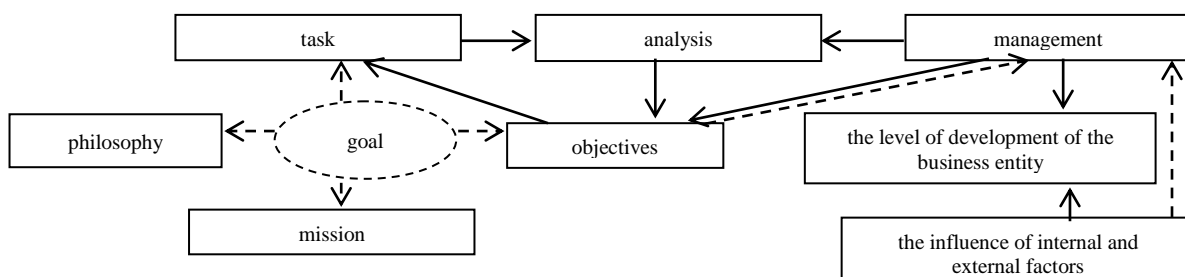 task
analysis
management
philosophy
goal
objectives
the level of development of the
business entity
mission
the influence of internal and
external factors